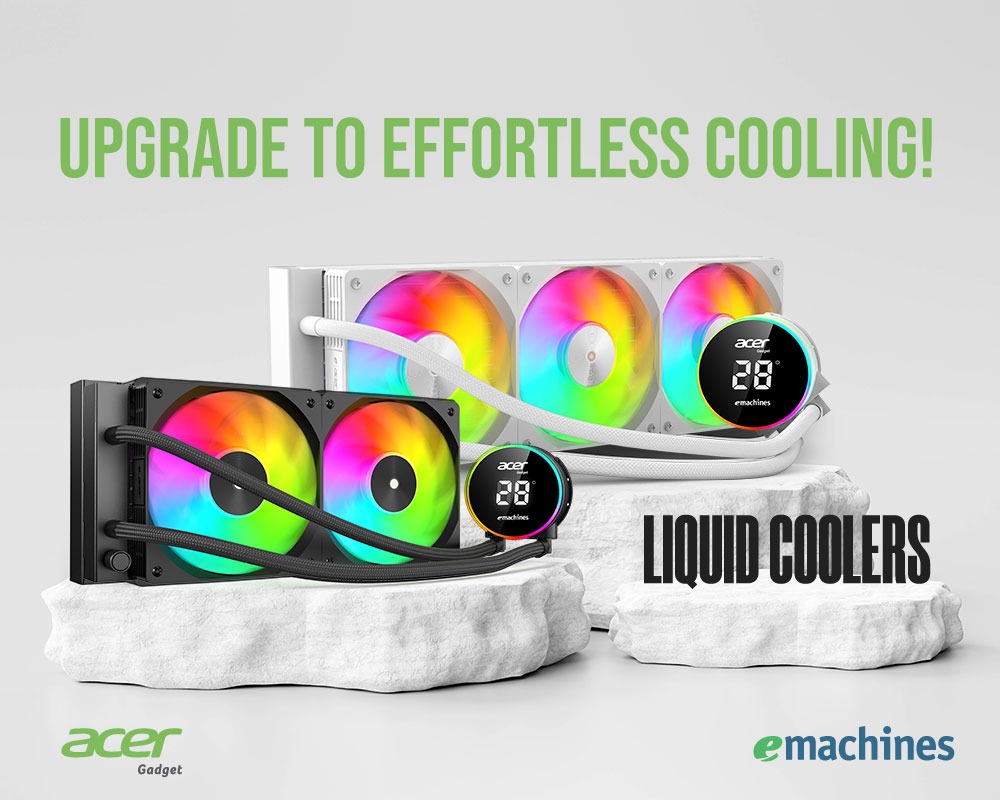 UPGRADE TO EFFORTLESS COOLING!
acer
Gadget
28°
emachines
acer
Gadget
28°
emachines
LIQUID COOLERS
acer
Gadget
emachines